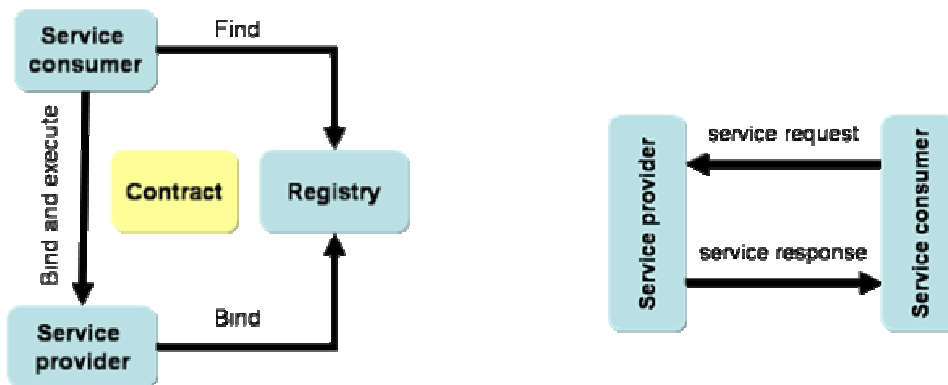 Service
consumer
Find
Bind and execute
Contract
Registry
Service
provider
Bind
Service provider
service request
service response
Service consumer